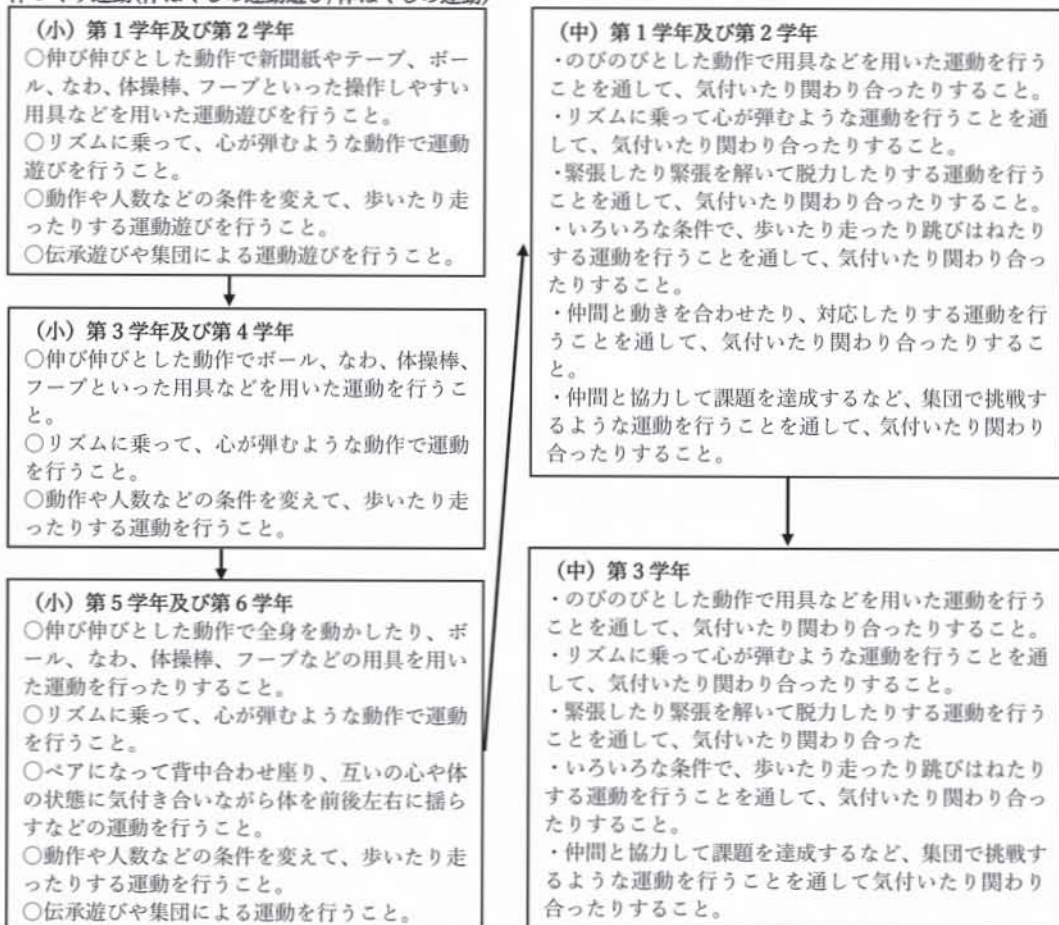 (小) 第1学年及び第2学年
○伸び伸びとした動作で新聞紙やテープ、ボー
ル、なわ、体操棒、フープといった操作しやすい
用具などを用いた運動遊びを行うこと。
○リズムに乗って、心が弾むような動作で運動
遊びを行うこと。
○動作や人数などの条件を変えて、歩いたり走
ったりする運動遊びを行うこと。
○伝承遊びや集団による運動遊びを行うこと。
(小) 第3学年及び第4学年
○伸び伸びとした動作でボール、なわ、体操棒、
フープといった用具などを用いた運動を行うこ
と。
○リズムに乗って、心が弾むような動作で運動
を行うこと。
○動作や人数などの条件を変えて、歩いたり走
ったりする運動を行うこと。
(小) 第5学年及び第6学年
○伸び伸びとした動作で全身を動かしたり、ボ
ール、なわ、体操棒、フープなどの用具を用い
た運動を行ったりすること。
○リズムに乗って、心が弾むような動作で運動
を行うこと。
○ペアになって背中合わせ座り、互いの心や体
の状態に気付き合いながら体を前後左右に揺ら
すなどの運動を行うこと。
○動作や人数などの条件を変えて、歩いたり走
ったりする運動を行うこと。
○伝承遊びや集団による運動を行うこと。
(中) 第1学年及び第2学年
・のびのびとした動作で用具などを用いた運動を行う
ことを通して、気付いたり関わり合ったりすること。
・リズムに乗って心が弾むような運動を行うことを通
して、気付いたり関わり合ったりすること。
・緊張したり緊張を解いて脱力したりする運動を行う
ことを通して、気付いたり関わり合ったりすること。
・いろいろな条件で、歩いたり走ったり跳びはねたり
する運動を行うことを通して、気付いたり関わり合っ
たりすること。
・仲間と動きを合わせたり、対応したりする運動を行
うことを通して、気付いたり関わり合ったりするこ
と。
・仲間と協力して課題を達成するなど、集団で挑戦す
るような運動を行うことを通して、気付いたり関わり
合ったりすること。
(中) 第3学年
・のびのびとした動作で用具などを用いた運動を行う
ことを通して、気付いたり関わり合ったりすること。
・リズムに乗って心が弾むような運動を行うことを通
して、気付いたり関わり合ったりすること。
・緊張したり緊張を解いて脱力したりする運動を行う
ことを通して、気付いたり関わり合った
・いろいろな条件で、歩いたり走ったり跳びはねたり
する運動を行うことを通して、気付いたり関わり合っ
たりすること。
・仲間と協力して課題を達成するなど、集団で挑戦す
るような運動を行うことを通して気付いたり関わり
合ったりすること。